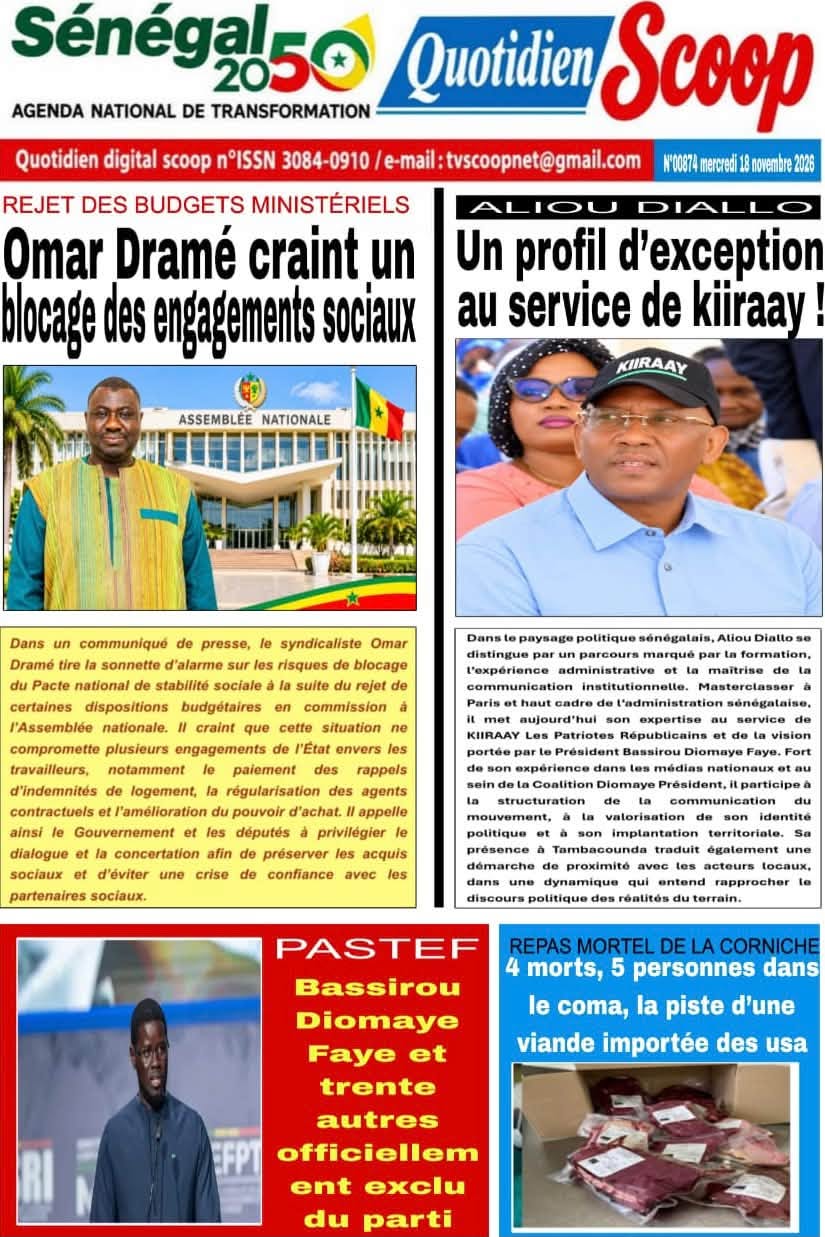 Sénégal
2050
AGENDA NATIONAL DE TRANSFORMATION
Quotidien Scoop
Quotidien digital scoop n°ISSN 3084-0910 / e-mail : tvscoopnet@gmail.com
N°00874 mercredi 18 novembre 2026
REJET DES BUDGETS MINISTÉRIELS
Omar Dramé craint un
blocage des engagements sociaux
ASSEMBLÉE NATIONALE
Dans un communiqué de presse, le syndicaliste Omar
Dramé tire la sonnette d'alarme sur les risques de blocage
du Pacte national de stabilité sociale à la suite du rejet de
certaines dispositions budgétaires en commission à
l'Assemblée nationale. Il craint que cette situation ne
compromette plusieurs engagements de l'État envers les
travailleurs, notamment le paiement des rappels
d'indemnités de logement, la régularisation des agents
contractuels et l'amélioration du pouvoir d'achat. Il appelle
ainsi le Gouvernement et les députés à privilégier le
dialogue et la concertation afin de préserver les acquis
sociaux et d'éviter une crise de confiance avec les
partenaires sociaux.
ALIOU DIALLO
Un profil d'exception
au service de kiiraay !
KIIRAAY
Dans le paysage politique sénégalais, Aliou Diallo se
distingue par un parcours marqué par la formation,
l'expérience administrative et la maîtrise de la
communication institutionnelle. Masterclasser à
Paris et haut cadre de l'administration sénégalaise,
il met aujourd'hui son expertise au service de
KIIRAAY Les Patriotes Républicains et de la vision
portée par le Président Bassirou Diomaye Faye. Fort
de son expérience dans les médias nationaux et au
sein de la Coalition Diomaye Président, il participe à
la structuration de la communication du
mouvement, à la valorisation de son identité
politique et à son implantation territoriale. Sa
présence à Tambacounda traduit également une
démarche de proximité avec les acteurs locaux,
dans une dynamique qui entend rapprocher le
discours politique des réalités du terrain.
PASTEF
Bassirou
Diomaye
Faye et
trente
autres
officiellem
ent exclu
du parti
SRI
EFPT
REPAS MORTEL DE LA CORNICHE
4 morts, 5 personnes dans
le coma, la piste d'une
viande importée des usa